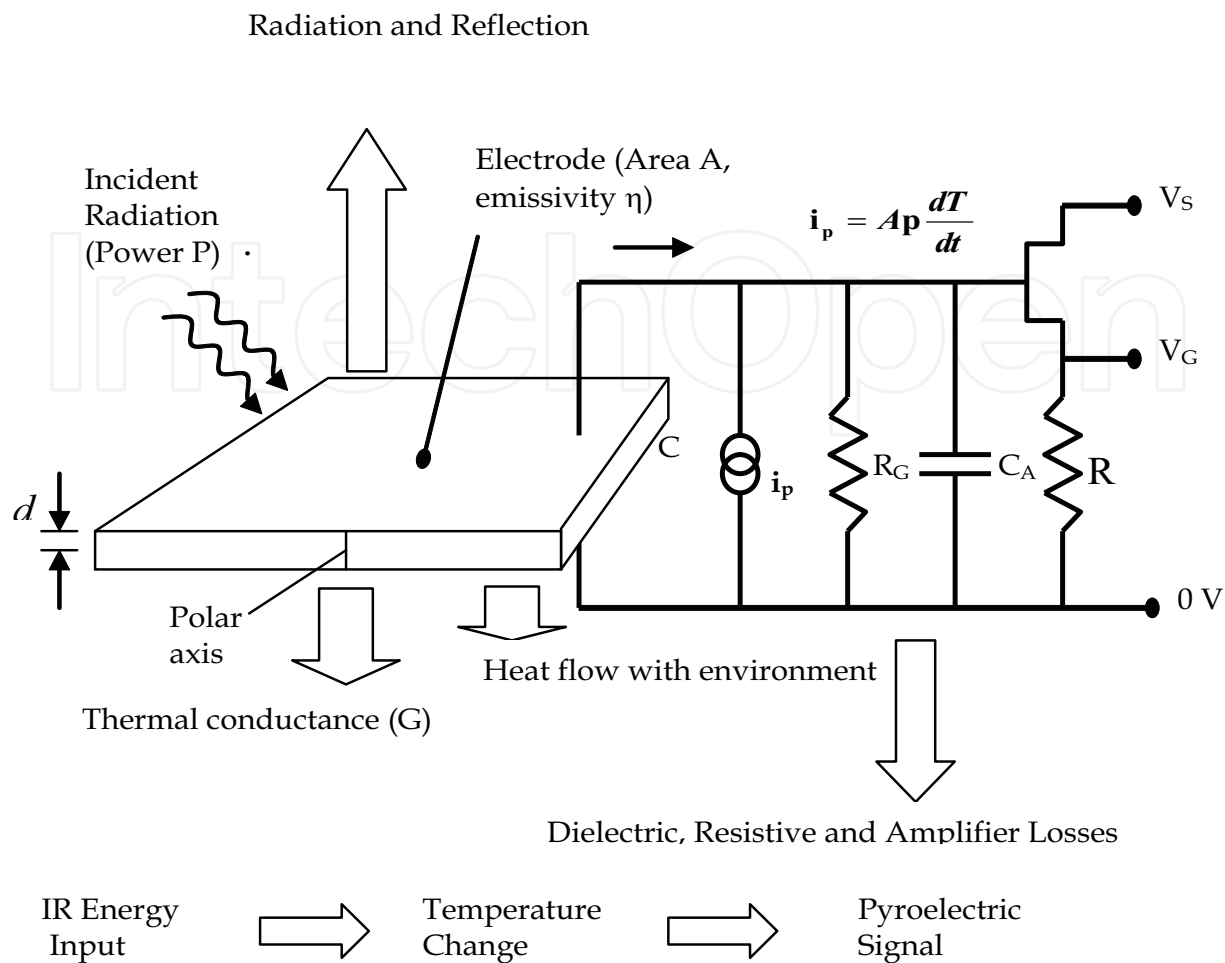 Radiation and Reflection
Incident
Radiation
(Power P) ·
Electrode (Area A,
emissivity η)
i_p = Ap dT/dt
V_S
IntechOpen
V_G
C
i_p
R_G
C_A
R
d
0 V
Polar
axis
Heat flow with environment
Thermal conductance (G)
Dielectric, Resistive and Amplifier Losses
IR Energy
Input
Temperature
Change
Pyroelectric
Signal